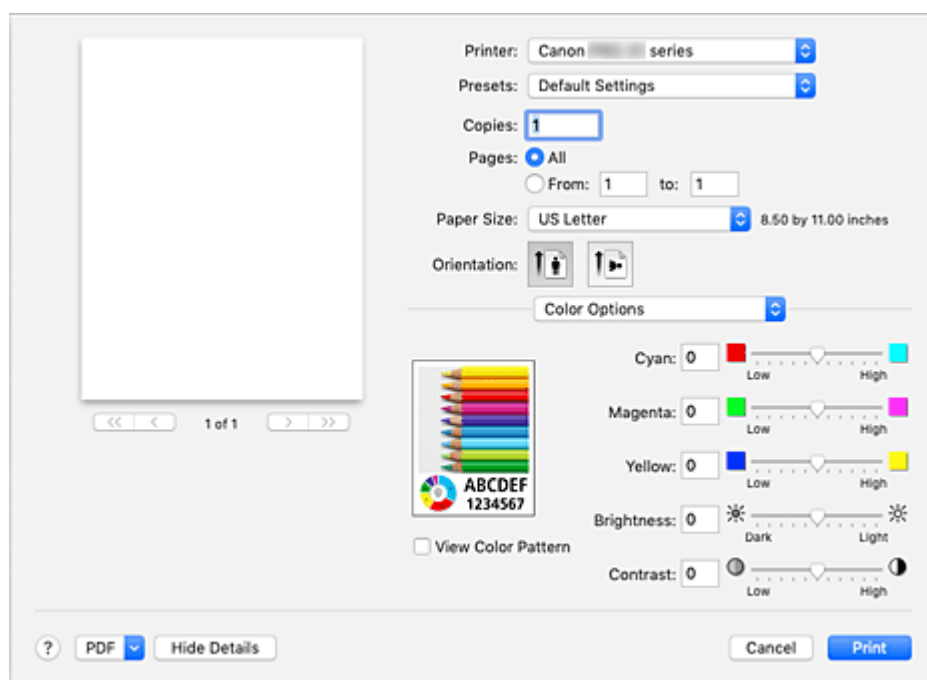 Printer: Canon series
Presets: Default Settings
Copies: 1
Pages: All
From: 1 to: 1
Paper Size: US Letter 8.50 by 11.00 inches
Orientation:
Color Options
Cyan: 0
Low High
Magenta: 0
Low High
Yellow: 0
Low High
Brightness: 0
Dark Light
Contrast: 0
Low High
<< < 1 of 1 > >>
ABCDEF
1234567
View Color Pattern
? PDF Hide Details Cancel Print